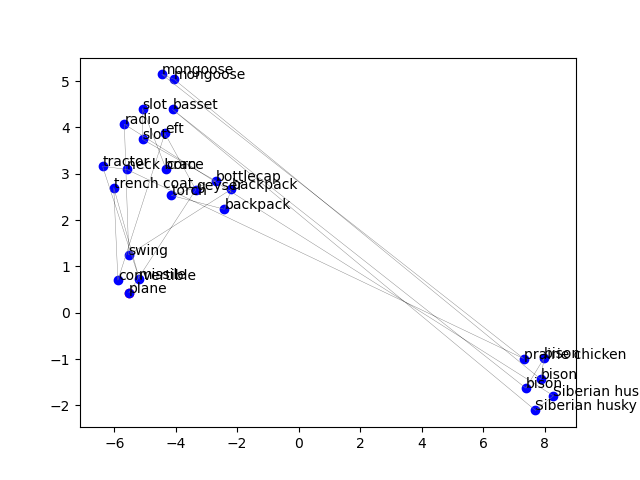 mongoose
mongoose
slot
basset
radio
eft
slot
tractor
neck brace
corn
bottlecap
trench coat
geyser
backpack
torch
backpack
swing
convertible
missile
plane
prairie chicken
bison
bison
bison
Siberian hus
Siberian husky
5
4
3
2
1
0
−1
−2
−6
−4
−2
0
2
4
6
8